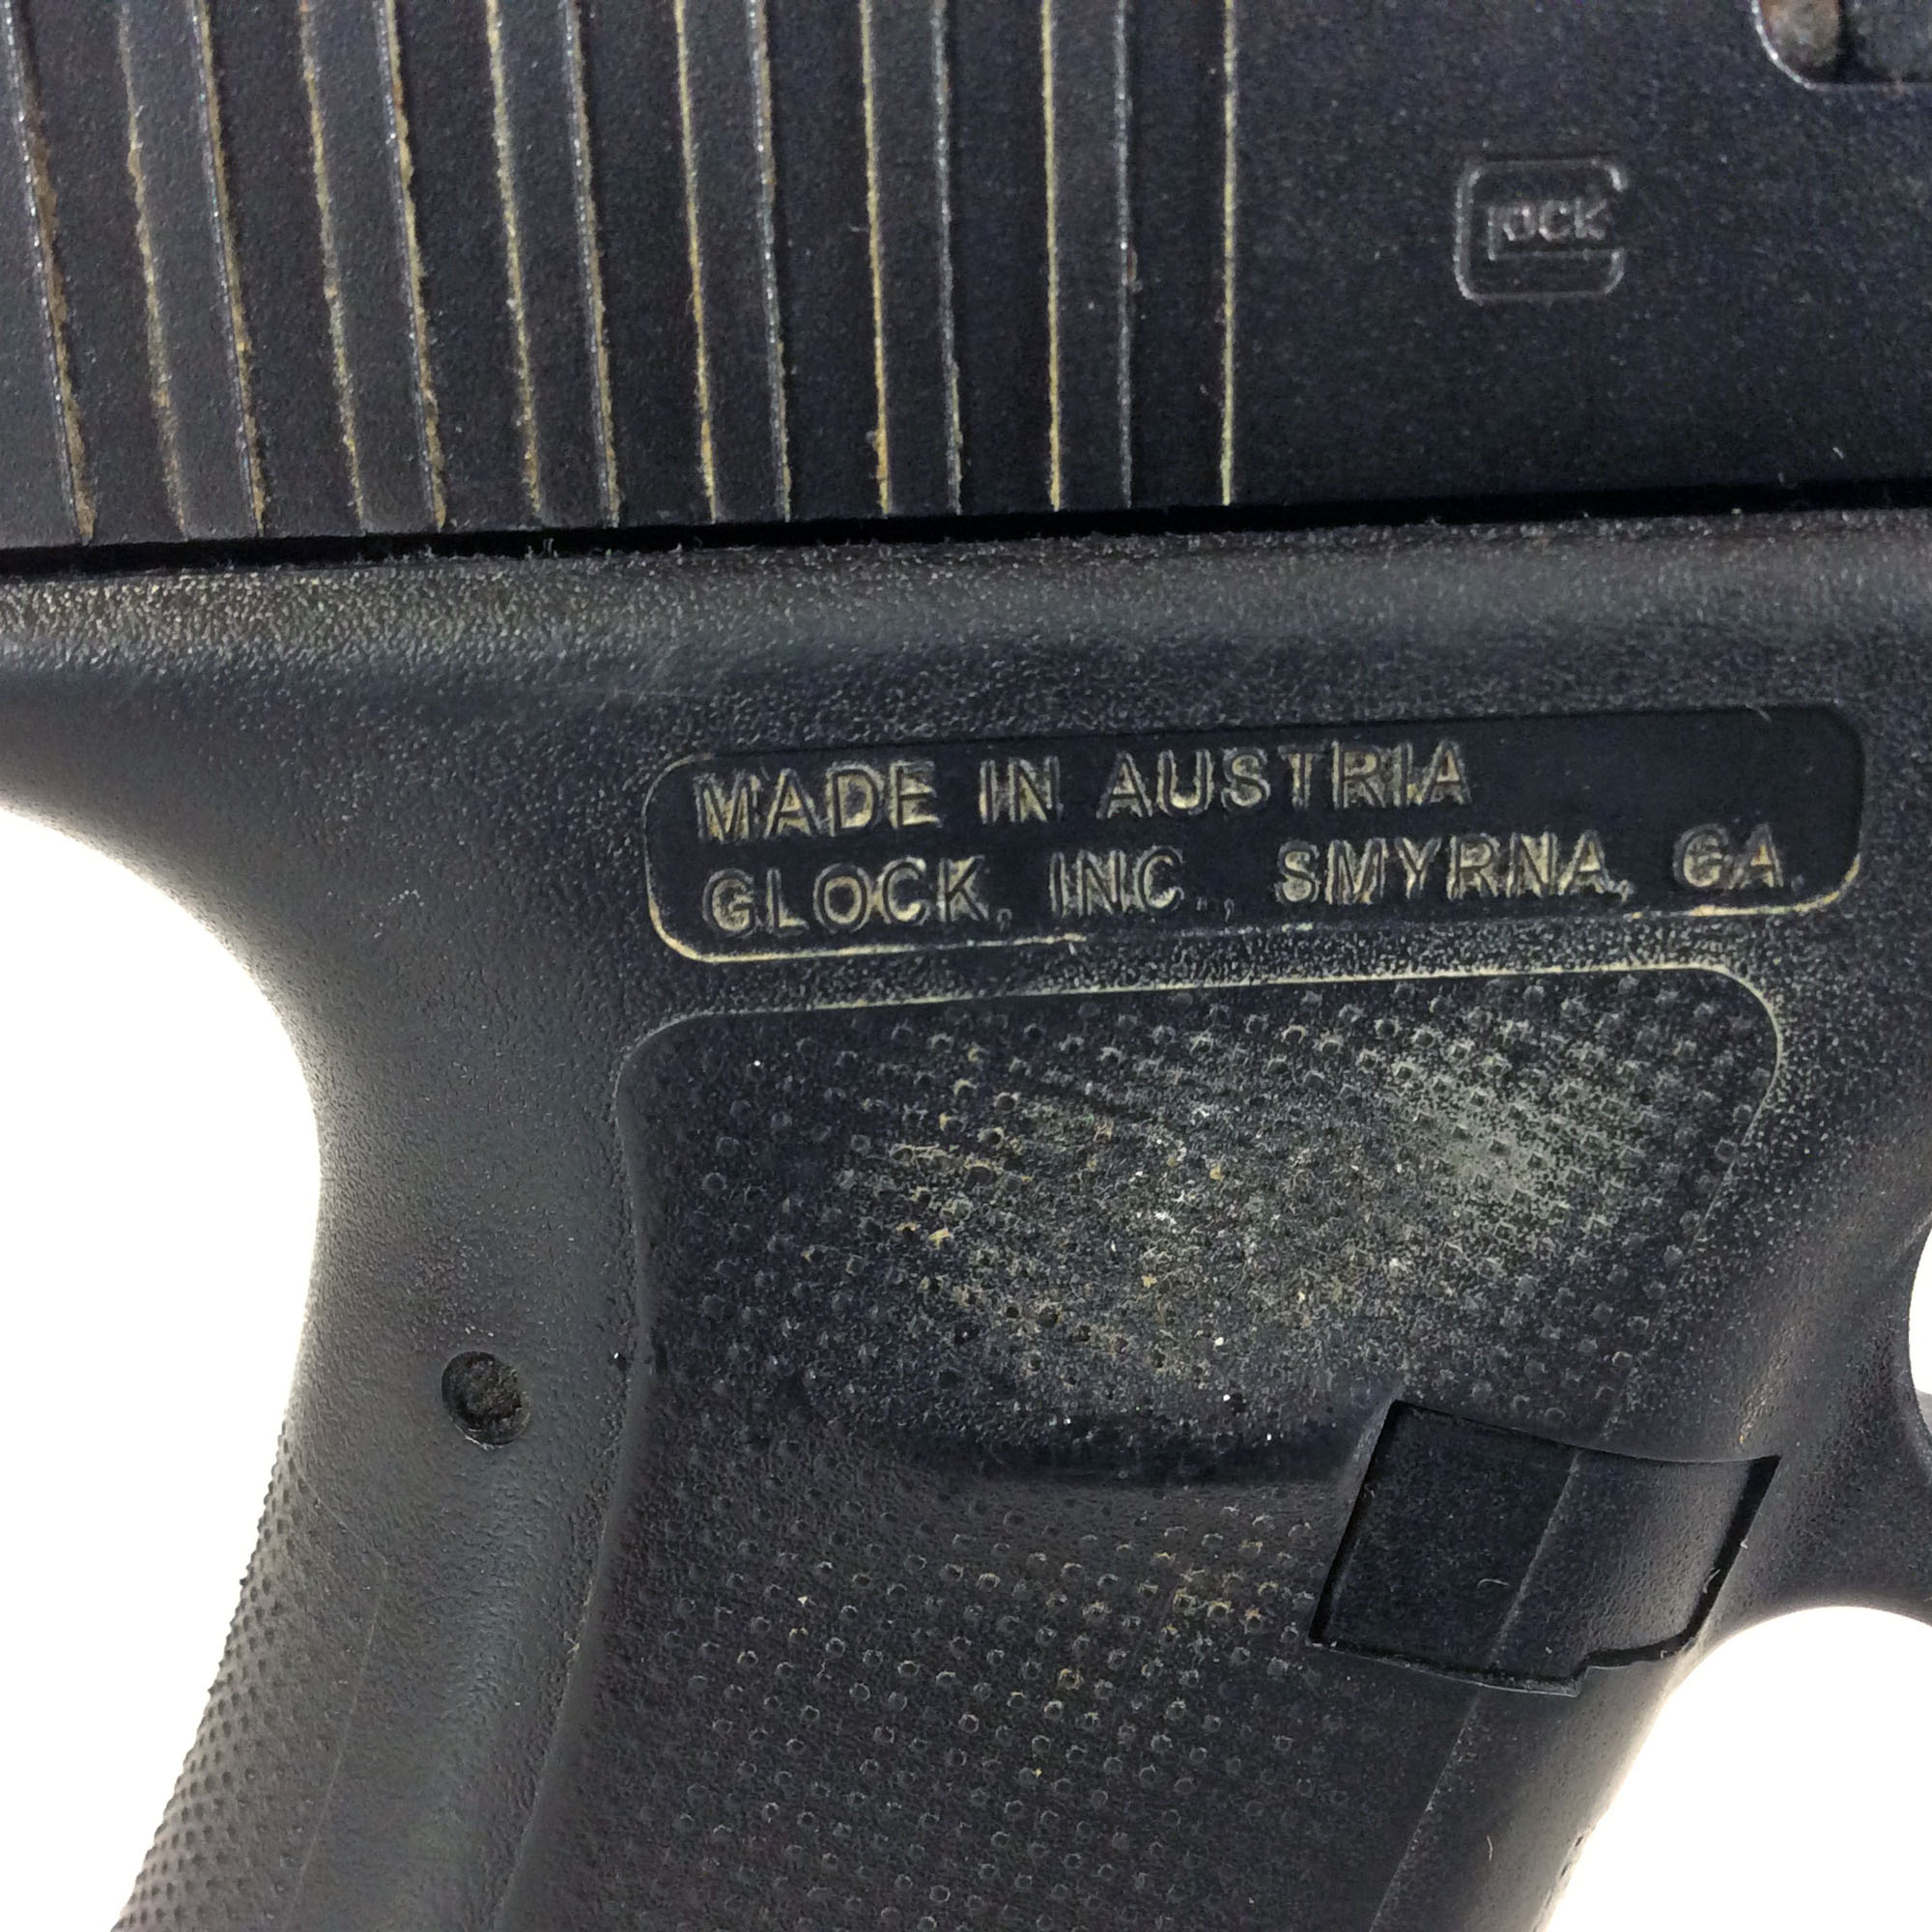 GLOCK
MADE IN AUSTRIA
GLOCK, INC., SMYRNA, GA.